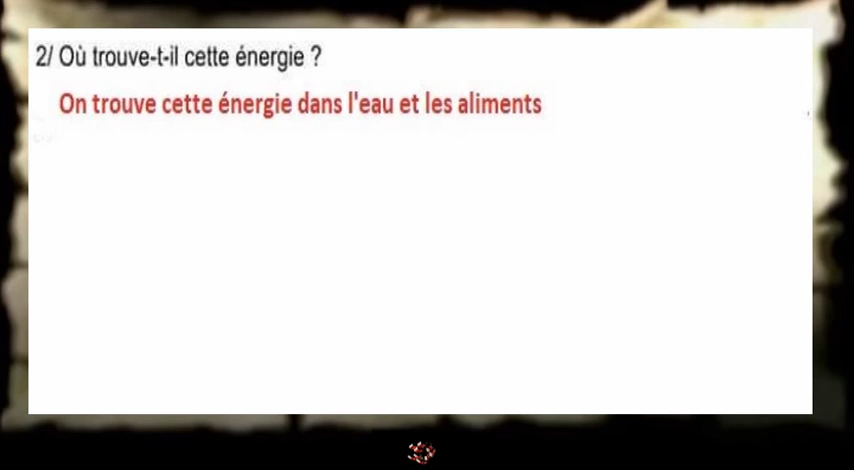 2/ Où trouve-t-il cette énergie ?
On trouve cette énergie dans l'eau et les aliments